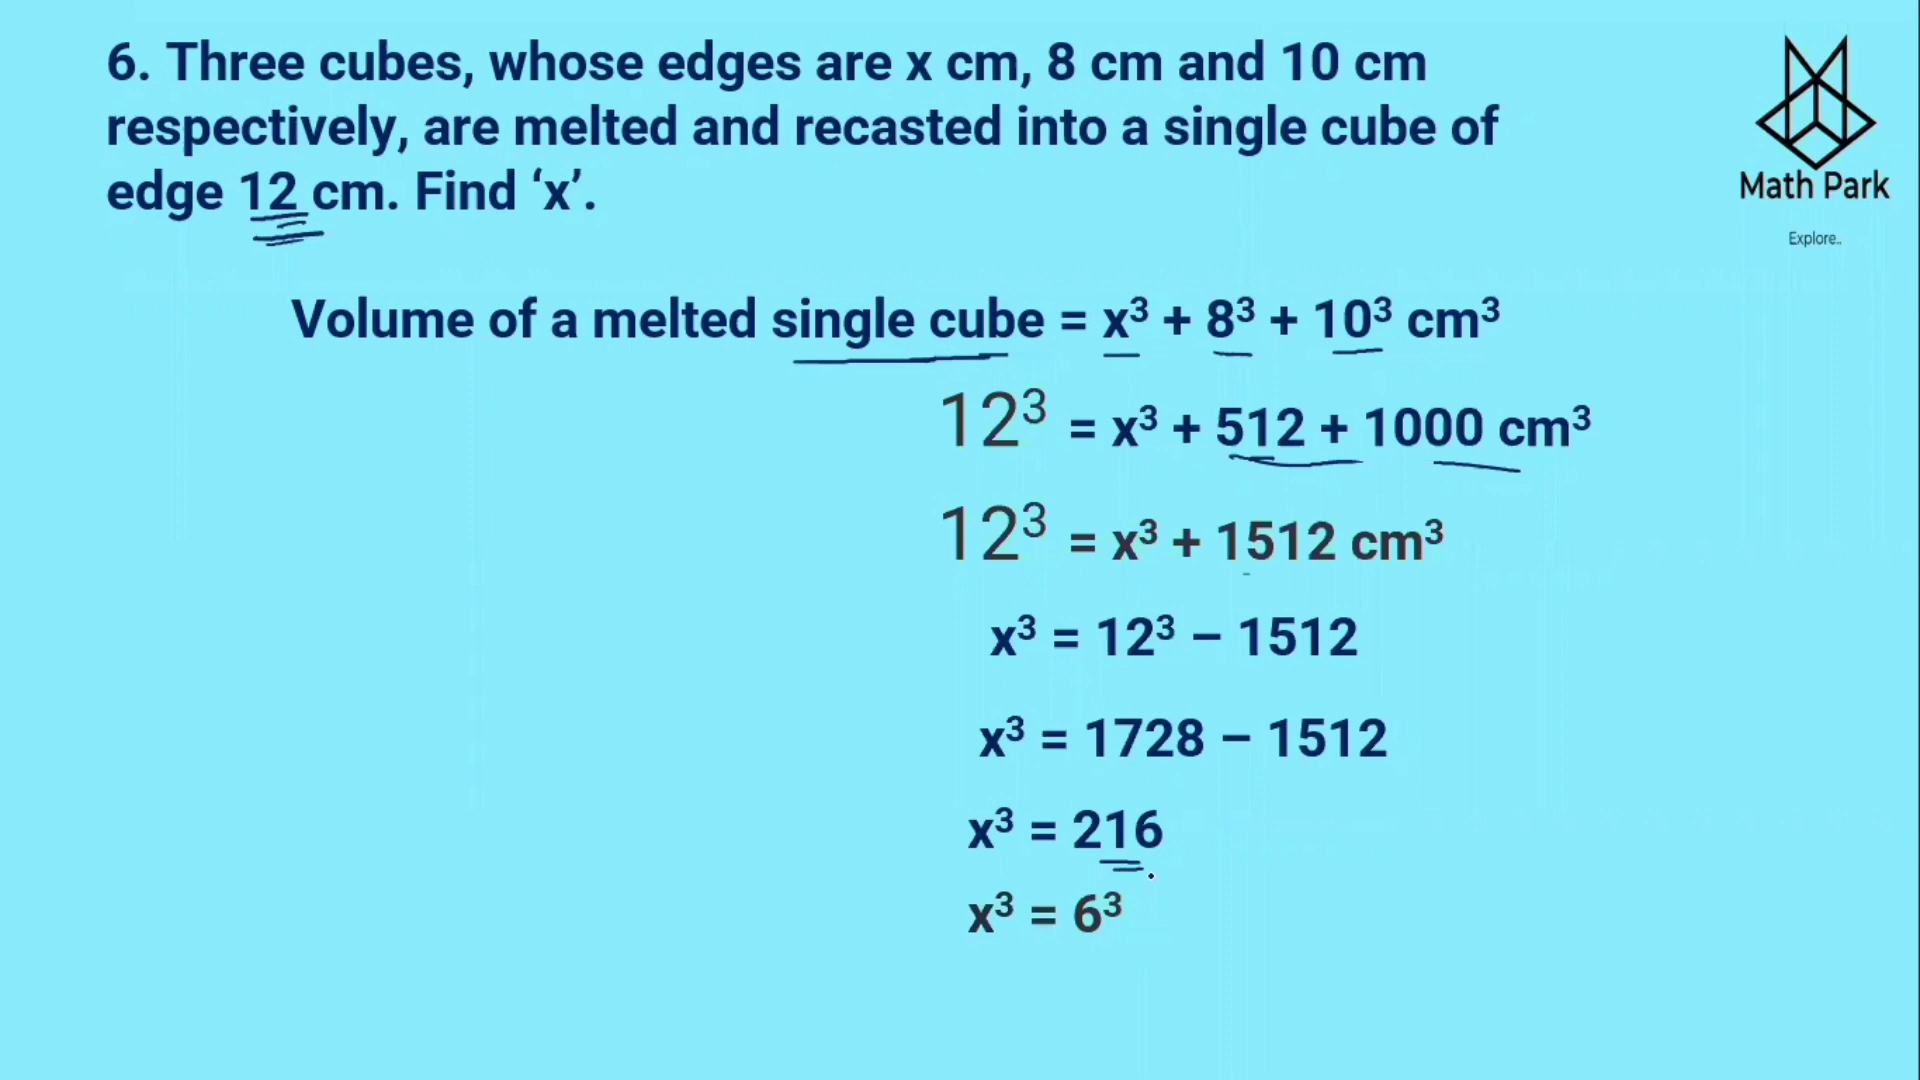 6. Three cubes, whose edges are x cm, 8 cm and 10 cm
respectively, are melted and recasted into a single cube of
edge 12 cm. Find ‘x’.
Math Park
Explore..
Volume of a melted single cube = x³ + 8³ + 10³ cm³
12³ = x³ + 512 + 1000 cm³
12³ = x³ + 1512 cm³
x³ = 12³ – 1512
x³ = 1728 – 1512
x³ = 216
x³ = 6³